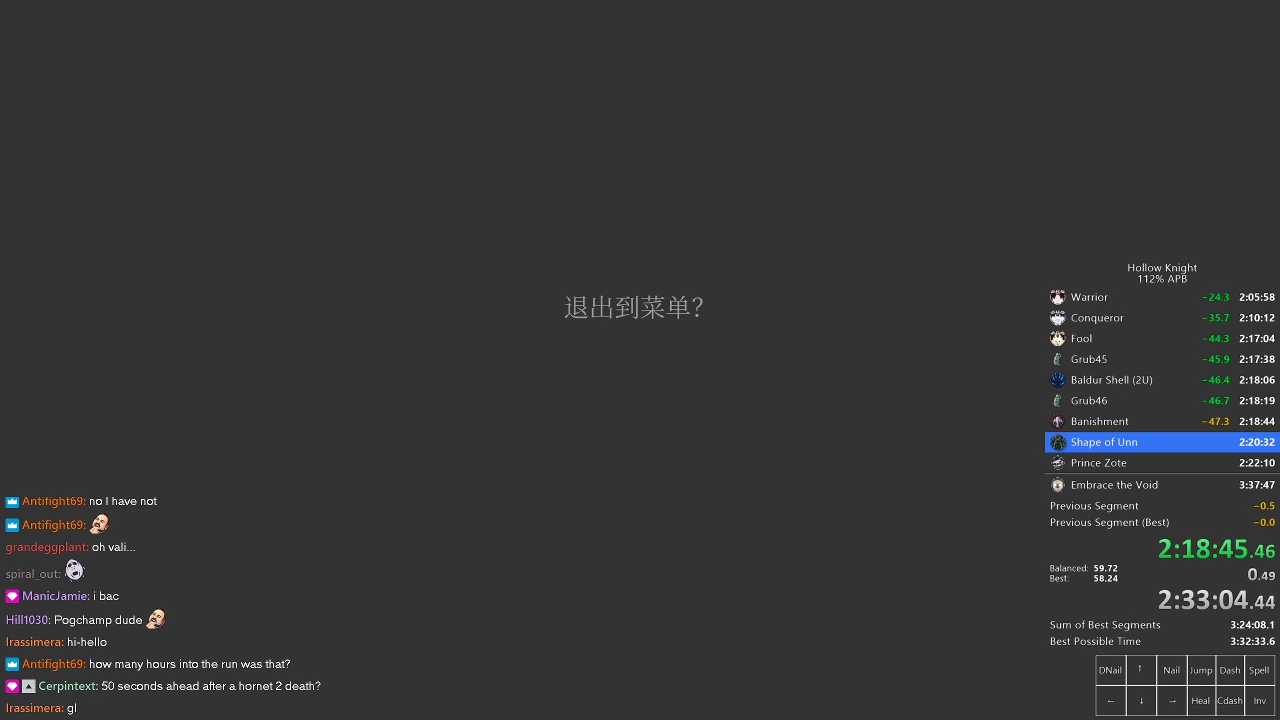 退出到菜单?
Hollow Knight
112% APB
Warrior -24.3 2:05:58
Conqueror -35.7 2:10:12
Fool -44.3 2:17:04
Grub45 -45.9 2:17:38
Baldur Shell (2U) -46.4 2:18:06
Grub46 -46.7 2:18:19
Banishment -47.3 2:18:44
Shape of Unn 2:20:32
Prince Zote 2:22:10
Embrace the Void 3:37:47
Previous Segment -0.5
Previous Segment (Best) -0.0
2:18:45.46
Balanced: 59.72
Best: 58.24
0.49
2:33:04.44
Sum of Best Segments 3:24:08.1
Best Possible Time 3:32:33.6
DNail ↑ Nail Jump Dash Spell
← ↓ → Heal Cdash Inv
Antifight69: no I have not
Antifight69:
grandeggplant: oh vali...
spiral_out:
ManicJamie: i bac
Hill1030: Pogchamp dude
Irassimera: hi-hello
Antifight69: how many hours into the run was that?
Cerpintext: 50 seconds ahead after a hornet 2 death?
Irassimera: gl